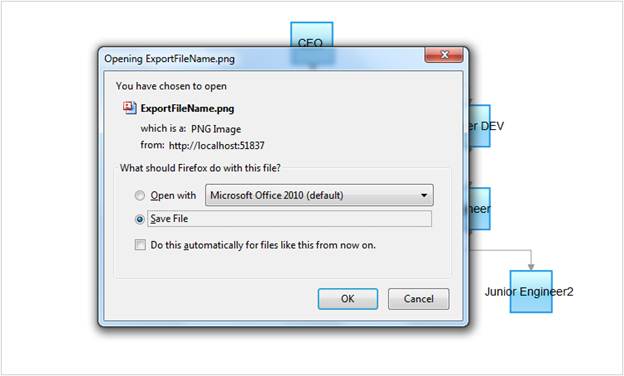 CEO
Opening ExportFileName.png
You have chosen to open
ExportFileName.png
which is a: PNG Image
from: http://localhost:51837
What should Firefox do with this file?
Open with Microsoft Office 2010 (default)
Save File
Do this automatically for files like this from now on.
OK Cancel
DEV
Junior Engineer2